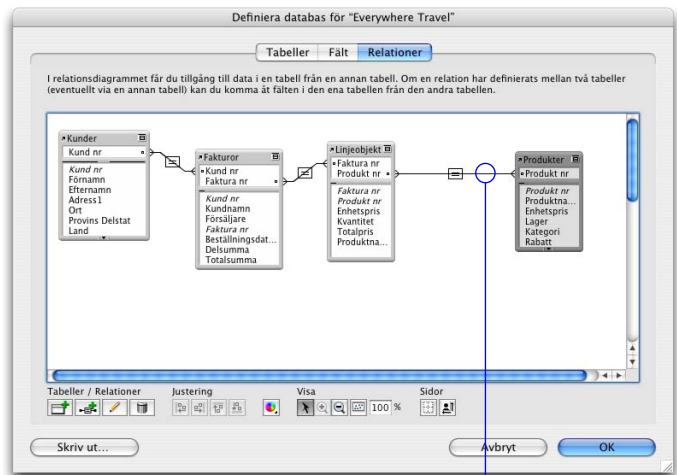 Definiera databas för "Everywhere Travel"
Tabeller Fält Relationer
I relationsdiagrammet får du tillgång till data i en tabell från en annan tabell. Om en relation har definierats mellan två tabeller
(eventuellt via en annan tabell) kan du komma åt fälten i den ena tabellen från den andra tabellen.
Kunder
Kund nr
Kund nr
Förnamn
Efternamn
Adress1
Ort
Provins Delstat
Land
Fakturor
Kund nr
Faktura nr
Kund nr
Kundnamn
Försäljare
Faktura nr
Beställningsdat...
Delsumma
Totalsumma
Linjeobjekt
Faktura nr
Produkt nr
Faktura nr
Produkt nr
Enhetspris
Kvantitet
Totalpris
Produktna...
Produkter
Produkt nr
Produkt nr
Produktna...
Enhetspris
Lager
Kategori
Rabatt
Tabeller / Relationer Justering Visa Sidor
100 %
Skriv ut... Avbryt OK